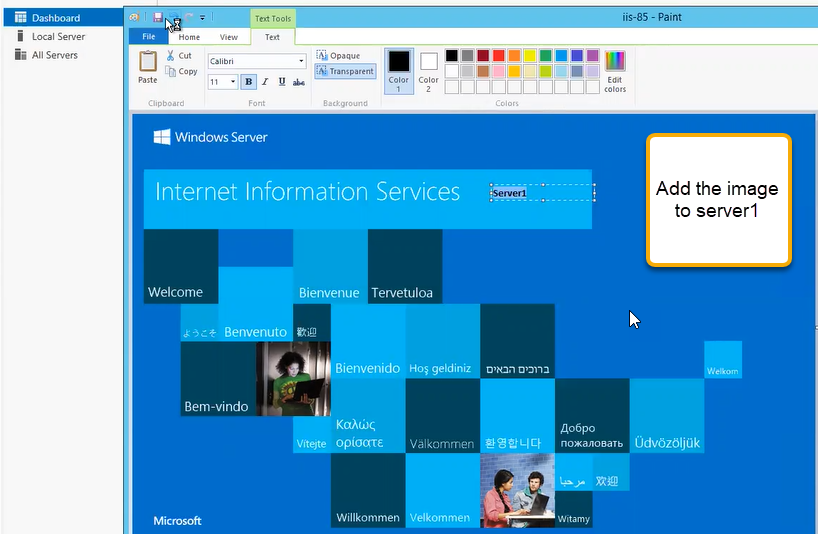 Dashboard
Local Server
All Servers
Text Tools
iis-85 - Paint
File
Home
View
Text
Paste
Cut
Copy
Clipboard
Calibri
11
B
I
U
abc
Font
Opaque
Transparent
Background
Color
1
Color
2
Edit
colors
Colors
Windows Server
Internet Information Services
Server1
Add the image
to server1
Welcome
Bienvenue
Tervetuloa
ようこそ
Benvenuto
歡迎
Bienvenido
Hoş geldiniz
ברוכים הבאים
Welkom
Bem-vindo
Vítejte
Καλώς
ορίσατε
Välkommen
환영합니다
Добро
пожаловать
Üdvözöljük
Willkommen
Velkommen
مرحبا
欢迎
Witamy
Microsoft